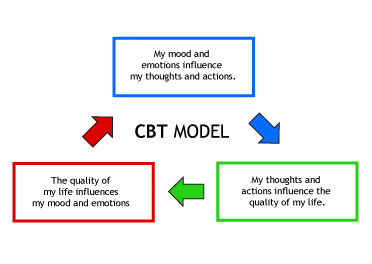 My mood and
emotions influence
my thoughts and actions.
CBT MODEL
The quality of
my life influences
my mood and emotions
My thoughts and
actions influence the
quality of my life.